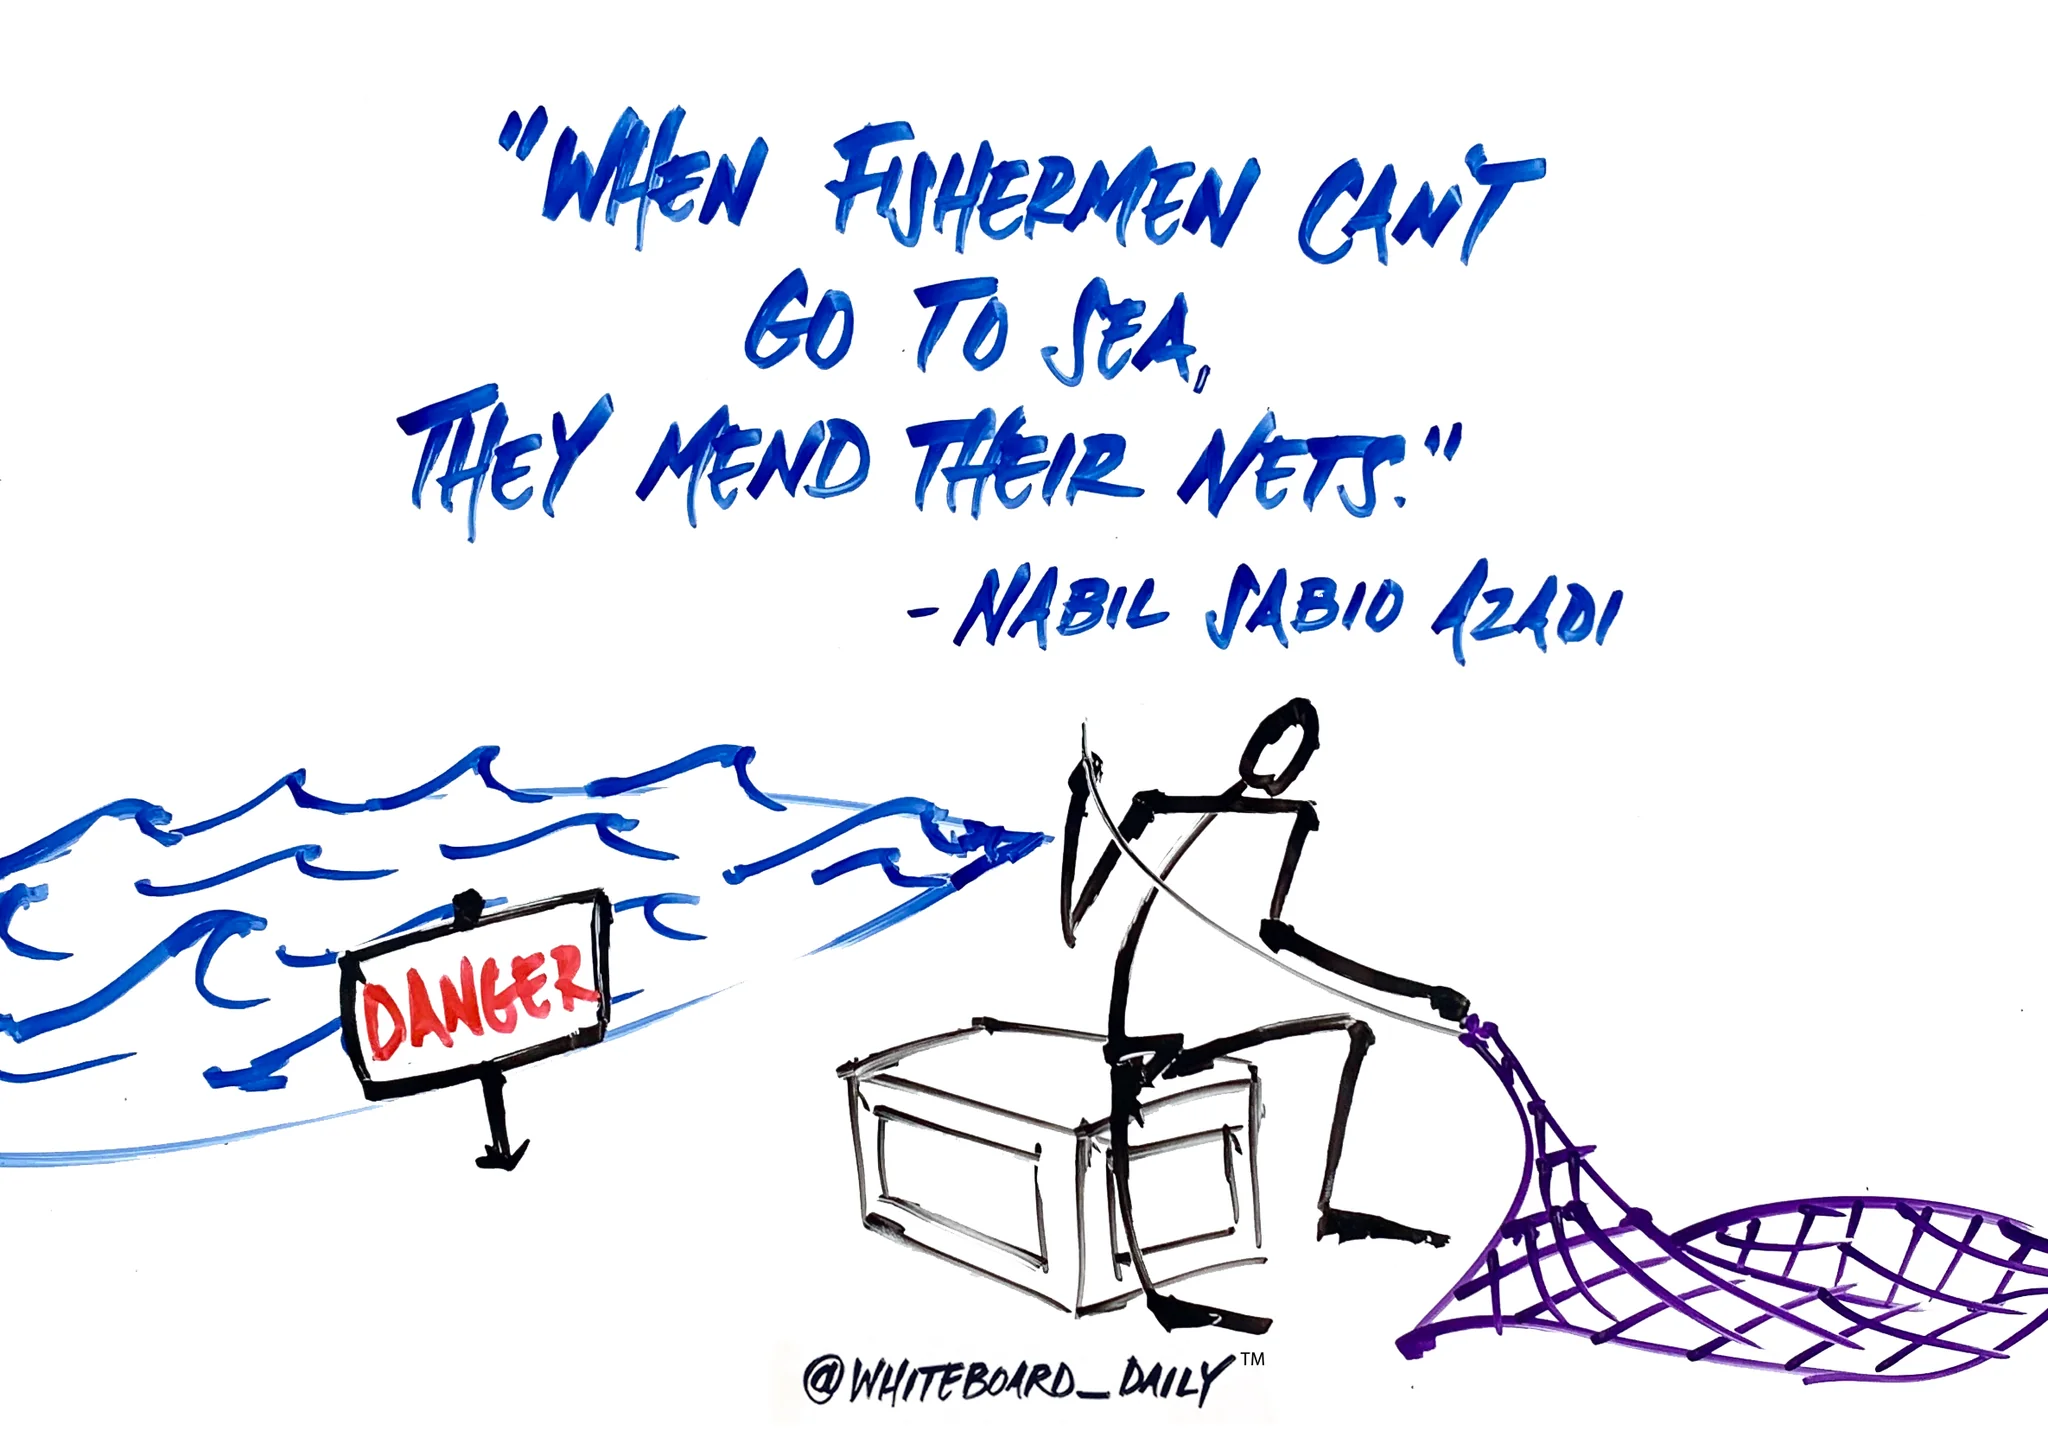 "WHEN FISHERMEN CAN'T
GO TO SEA,
THEY MEND THEIR NETS."
- NABIL SABIO AZADI
DANGER
@WHITEBOARD_DAILY™